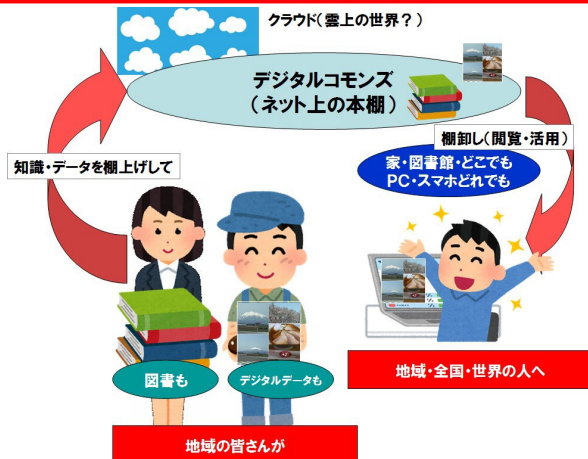 クラウド（雲上の世界？）
デジタルコモンズ
（ネット上の本棚）
棚卸し（閲覧・活用）
知識・データを棚上げして
家・図書館・どこでも
PC・スマホどれでも
図書も
デジタルデータも
地域・全国・世界の人へ
地域の皆さんが